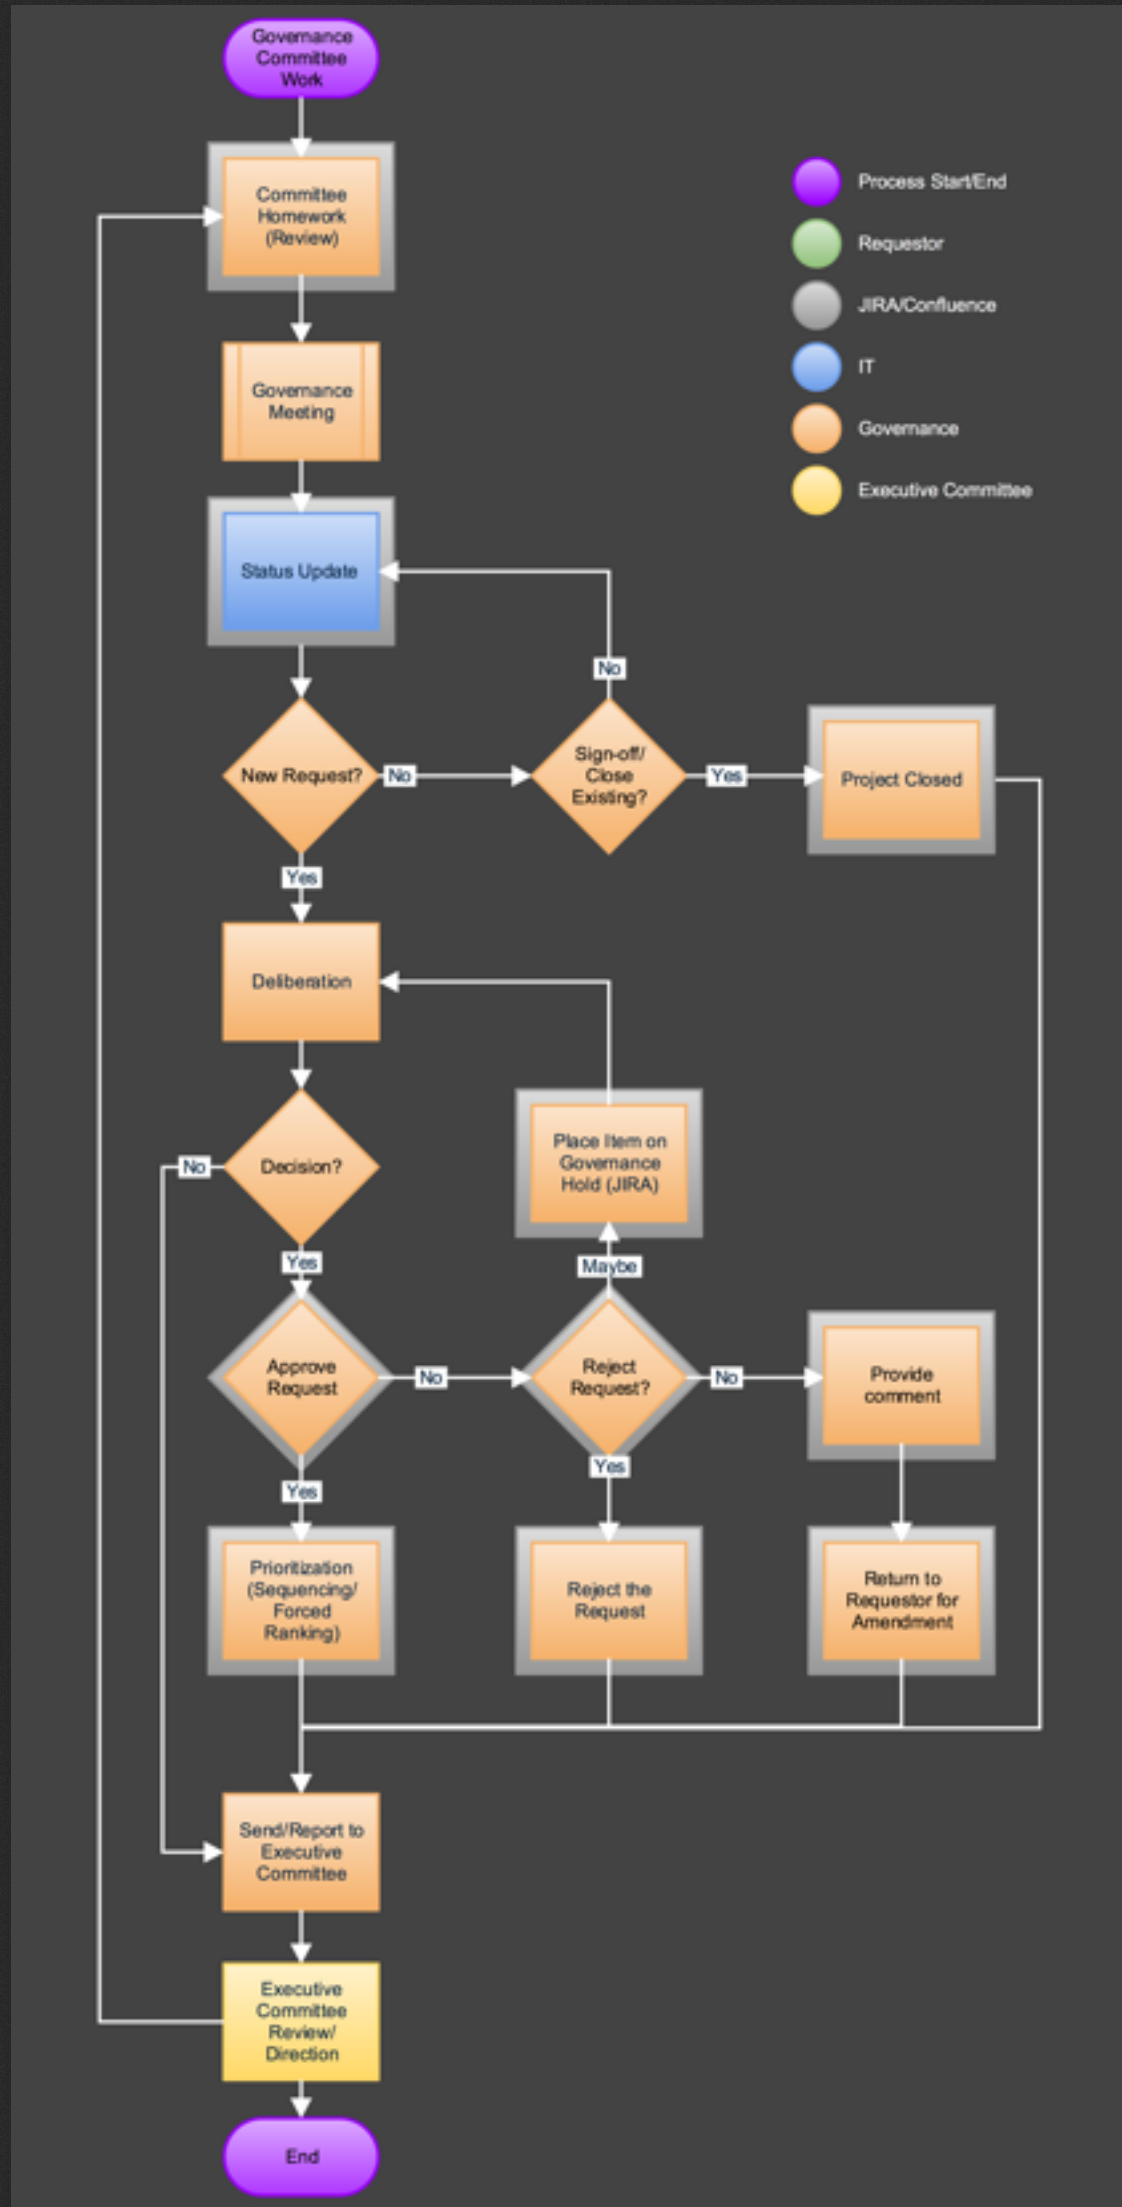 Governance
Committee
Work
Committee
Homework
(Review)
Process Start/End
Requestor
JIRA/Confluence
IT
Governance
Executive Committee
Governance
Meeting
Status Update
No
New Request?
No
Sign-off/
Close
Existing?
Yes
Project Closed
Yes
Deliberation
Decision?
No
Place Item on
Governance
Hold (JIRA)
Yes
Maybe
Approve
Request
No
Reject
Request?
No
Provide
comment
Yes
Yes
Prioritization
(Sequencing/
Forced
Ranking)
Reject the
Request
Return to
Requestor for
Amendment
Send/Report to
Executive
Committee
Executive
Committee
Review/
Direction
End